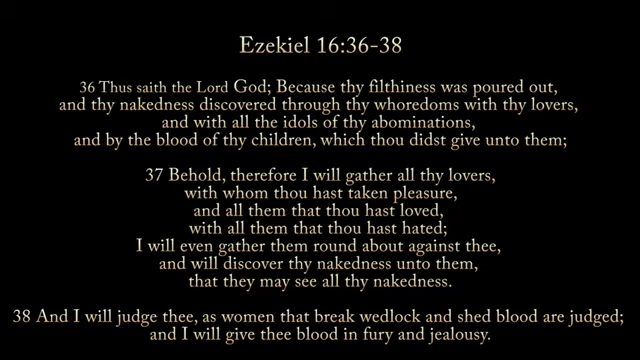 Ezekiel 16:36-38
36 Thus saith the Lord God; Because thy filthiness was poured out,
and thy nakedness discovered through thy whoredoms with thy lovers,
and with all the idols of thy abominations,
and by the blood of thy children, which thou didst give unto them;
37 Behold, therefore I will gather all thy lovers,
with whom thou hast taken pleasure,
and all them that thou hast loved,
with all them that thou hast hated;
I will even gather them round about against thee,
and will discover thy nakedness unto them,
that they may see all thy nakedness.
38 And I will judge thee, as women that break wedlock and shed blood are judged;
and I will give thee blood in fury and jealousy.